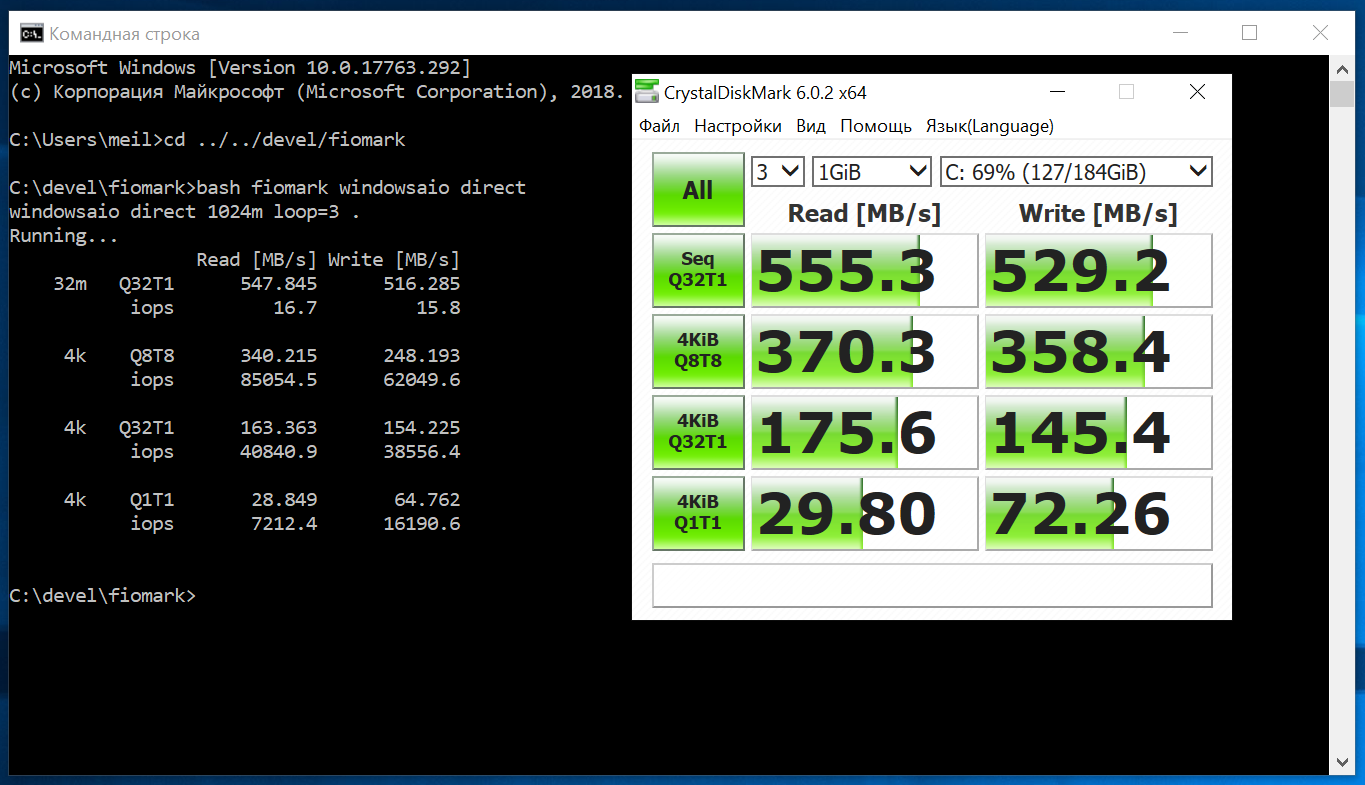 Командная строка
Microsoft Windows [Version 10.0.17763.292]
(c) Корпорация Майкрософт (Microsoft Corporation), 2018.
C:\Users\meil>cd ../../devel/fiomark
C:\devel\fiomark>bash fiomark windowsaio direct
windowsaio direct 1024m loop=3 .
Running...
Read [MB/s] Write [MB/s]
32m Q32T1 547.845 516.285
iops 16.7 15.8
4k Q8T8 340.215 248.193
iops 85054.5 62049.6
4k Q32T1 163.363 154.225
iops 40840.9 38556.4
4k Q1T1 28.849 64.762
iops 7212.4 16190.6
C:\devel\fiomark>
CrystalDiskMark 6.0.2 x64
Файл Настройки Вид Помощь Язык(Language)
All 3 1GiB C: 69% (127/184GiB)
Read [MB/s] Write [MB/s]
Seq
Q32T1 555.3 529.2
4KiB
Q8T8 370.3 358.4
4KiB
Q32T1 175.6 145.4
4KiB
Q1T1 29.80 72.26